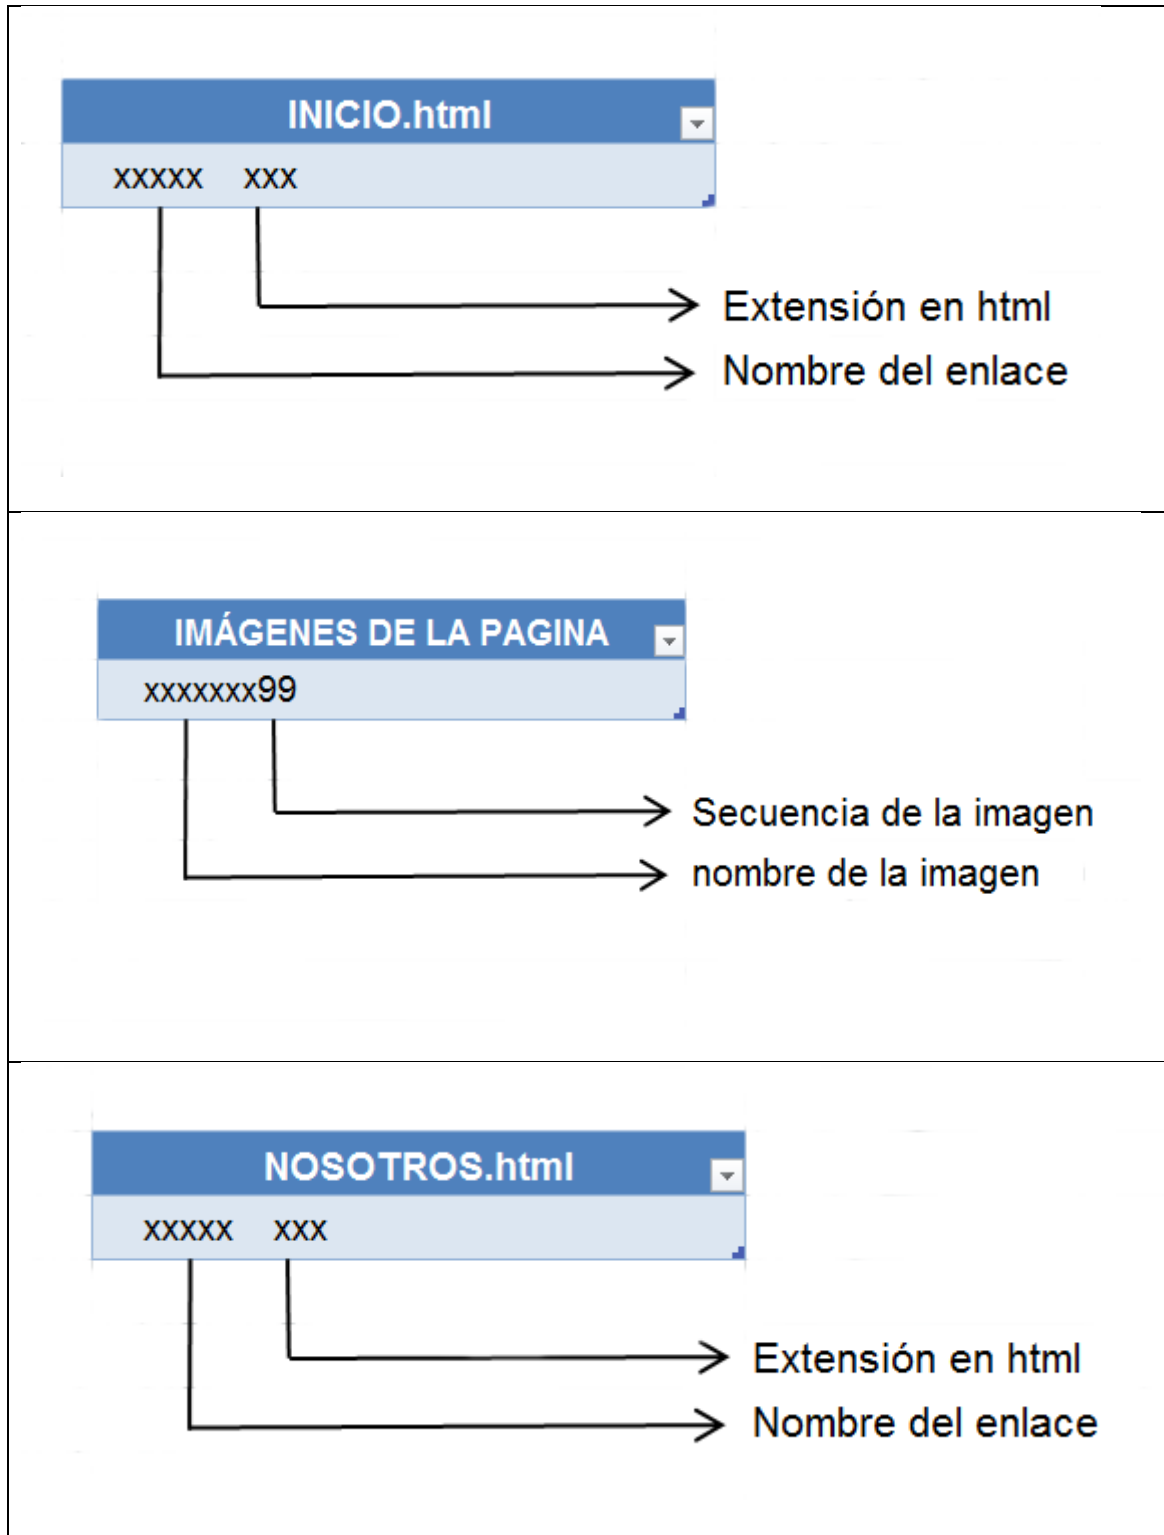 INICIO.html
xxxxx xxx
Extensión en html
Nombre del enlace
IMÁGENES DE LA PAGINA
xxxxxxx99
Secuencia de la imagen
nombre de la imagen
NOSOTROS.html
xxxxx xxx
Extensión en html
Nombre del enlace